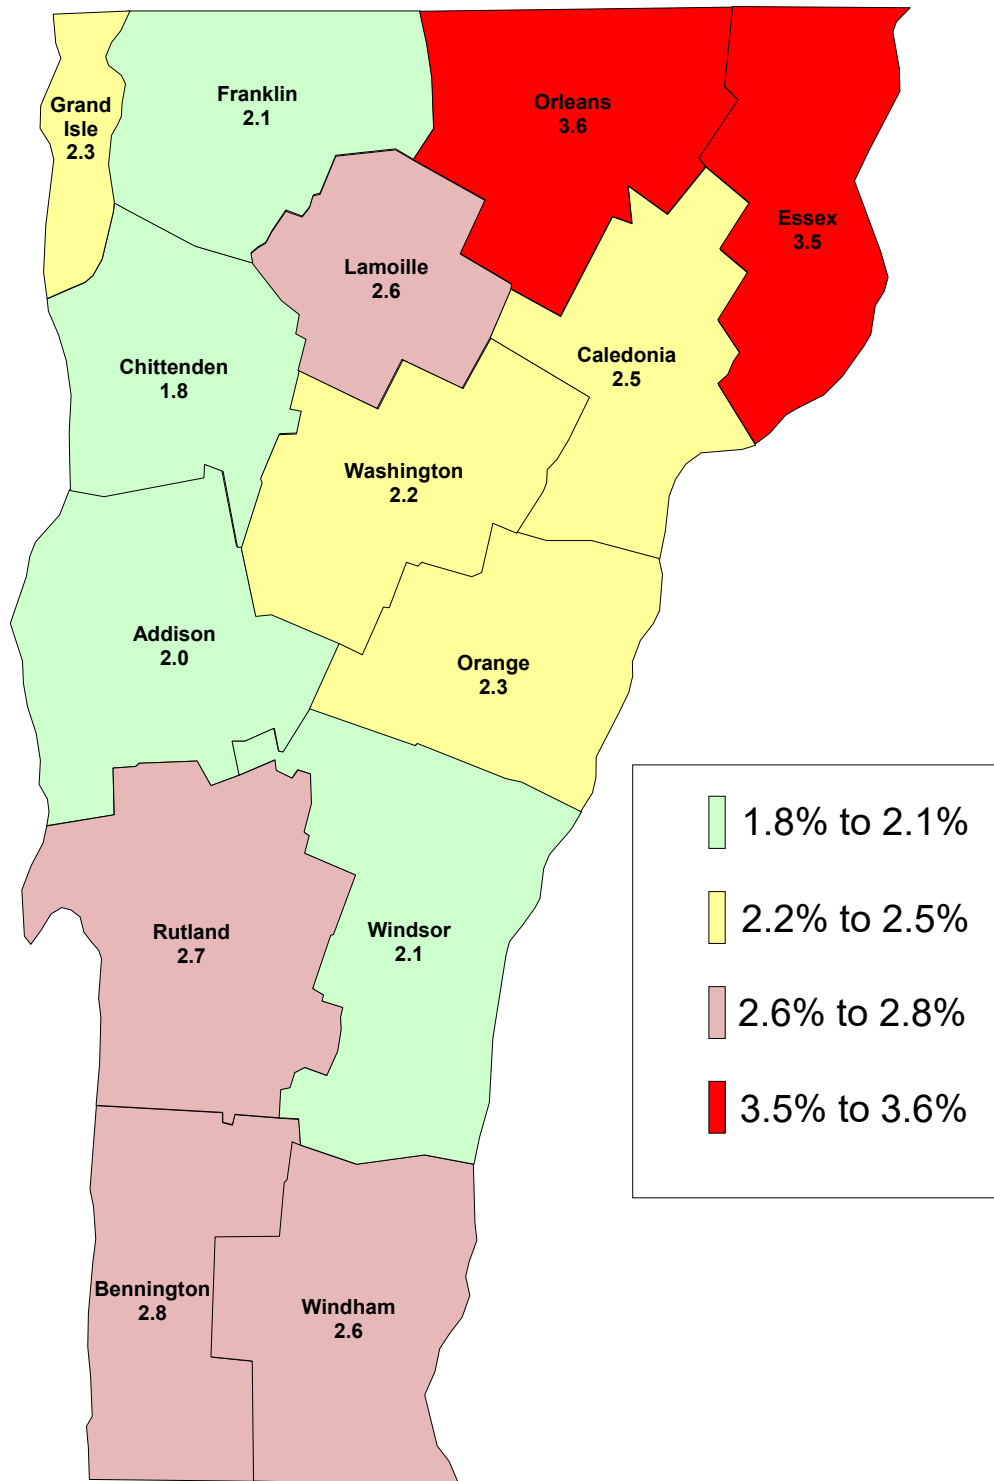 Grand
Isle
2.3
Franklin
2.1
Orleans
3.6
Essex
3.5
Lamoille
2.6
Chittenden
1.8
Caledonia
2.5
Washington
2.2
Addison
2.0
Orange
2.3
Rutland
2.7
Windsor
2.1
Bennington
2.8
Windham
2.6
1.8% to 2.1%
2.2% to 2.5%
2.6% to 2.8%
3.5% to 3.6%